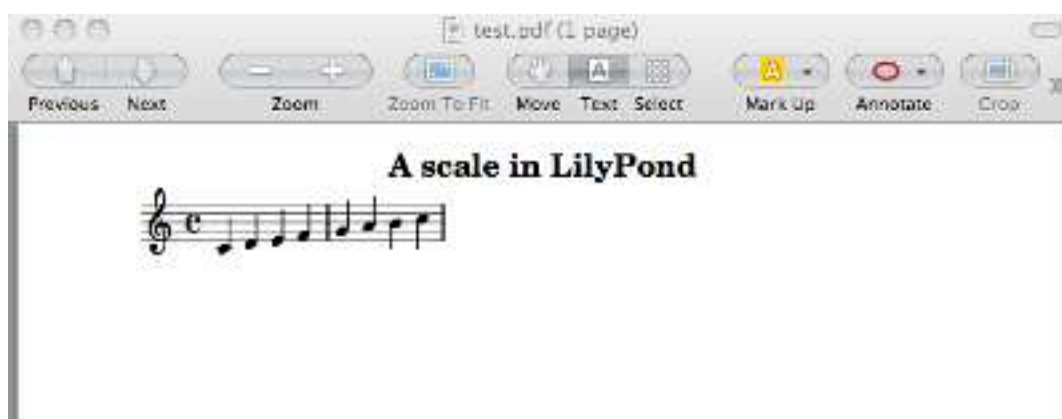 test.pdf (1 page)
Previous Next Zoom Zoom To Fit Move Text Select Mark Up Annotate Crop
A scale in LilyPond